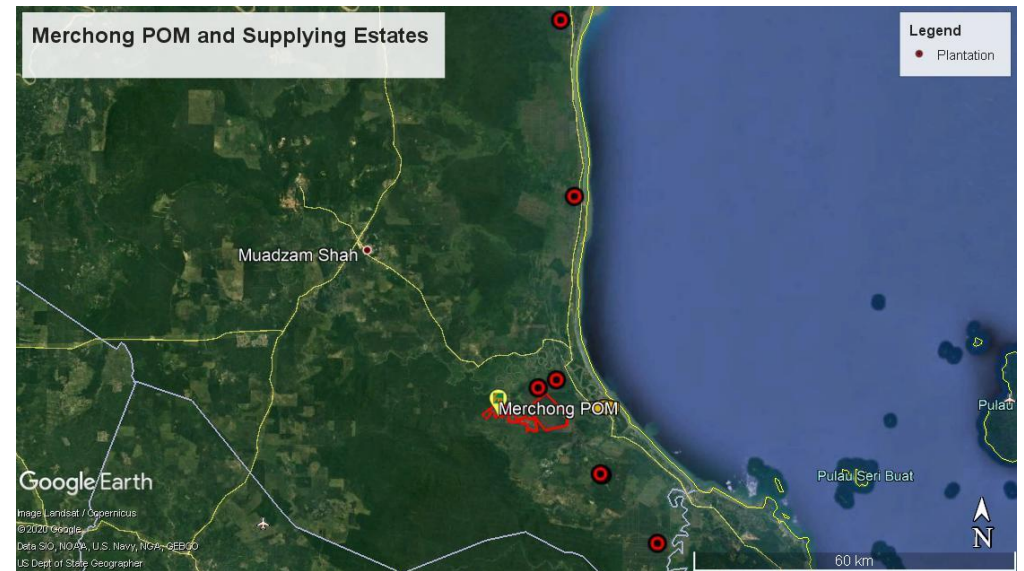 Merchong POM and Supplying Estates
Legend
Plantation
Muadzam Shah
Merchong POM
Pulau
Pulau Seri Buat
Google Earth
Image Landsat / Copernicus
©2020 Google
Data SIO, NOAA, U.S. Navy, NGA, GEBCO
US Dept of State Geographer
N
60 km